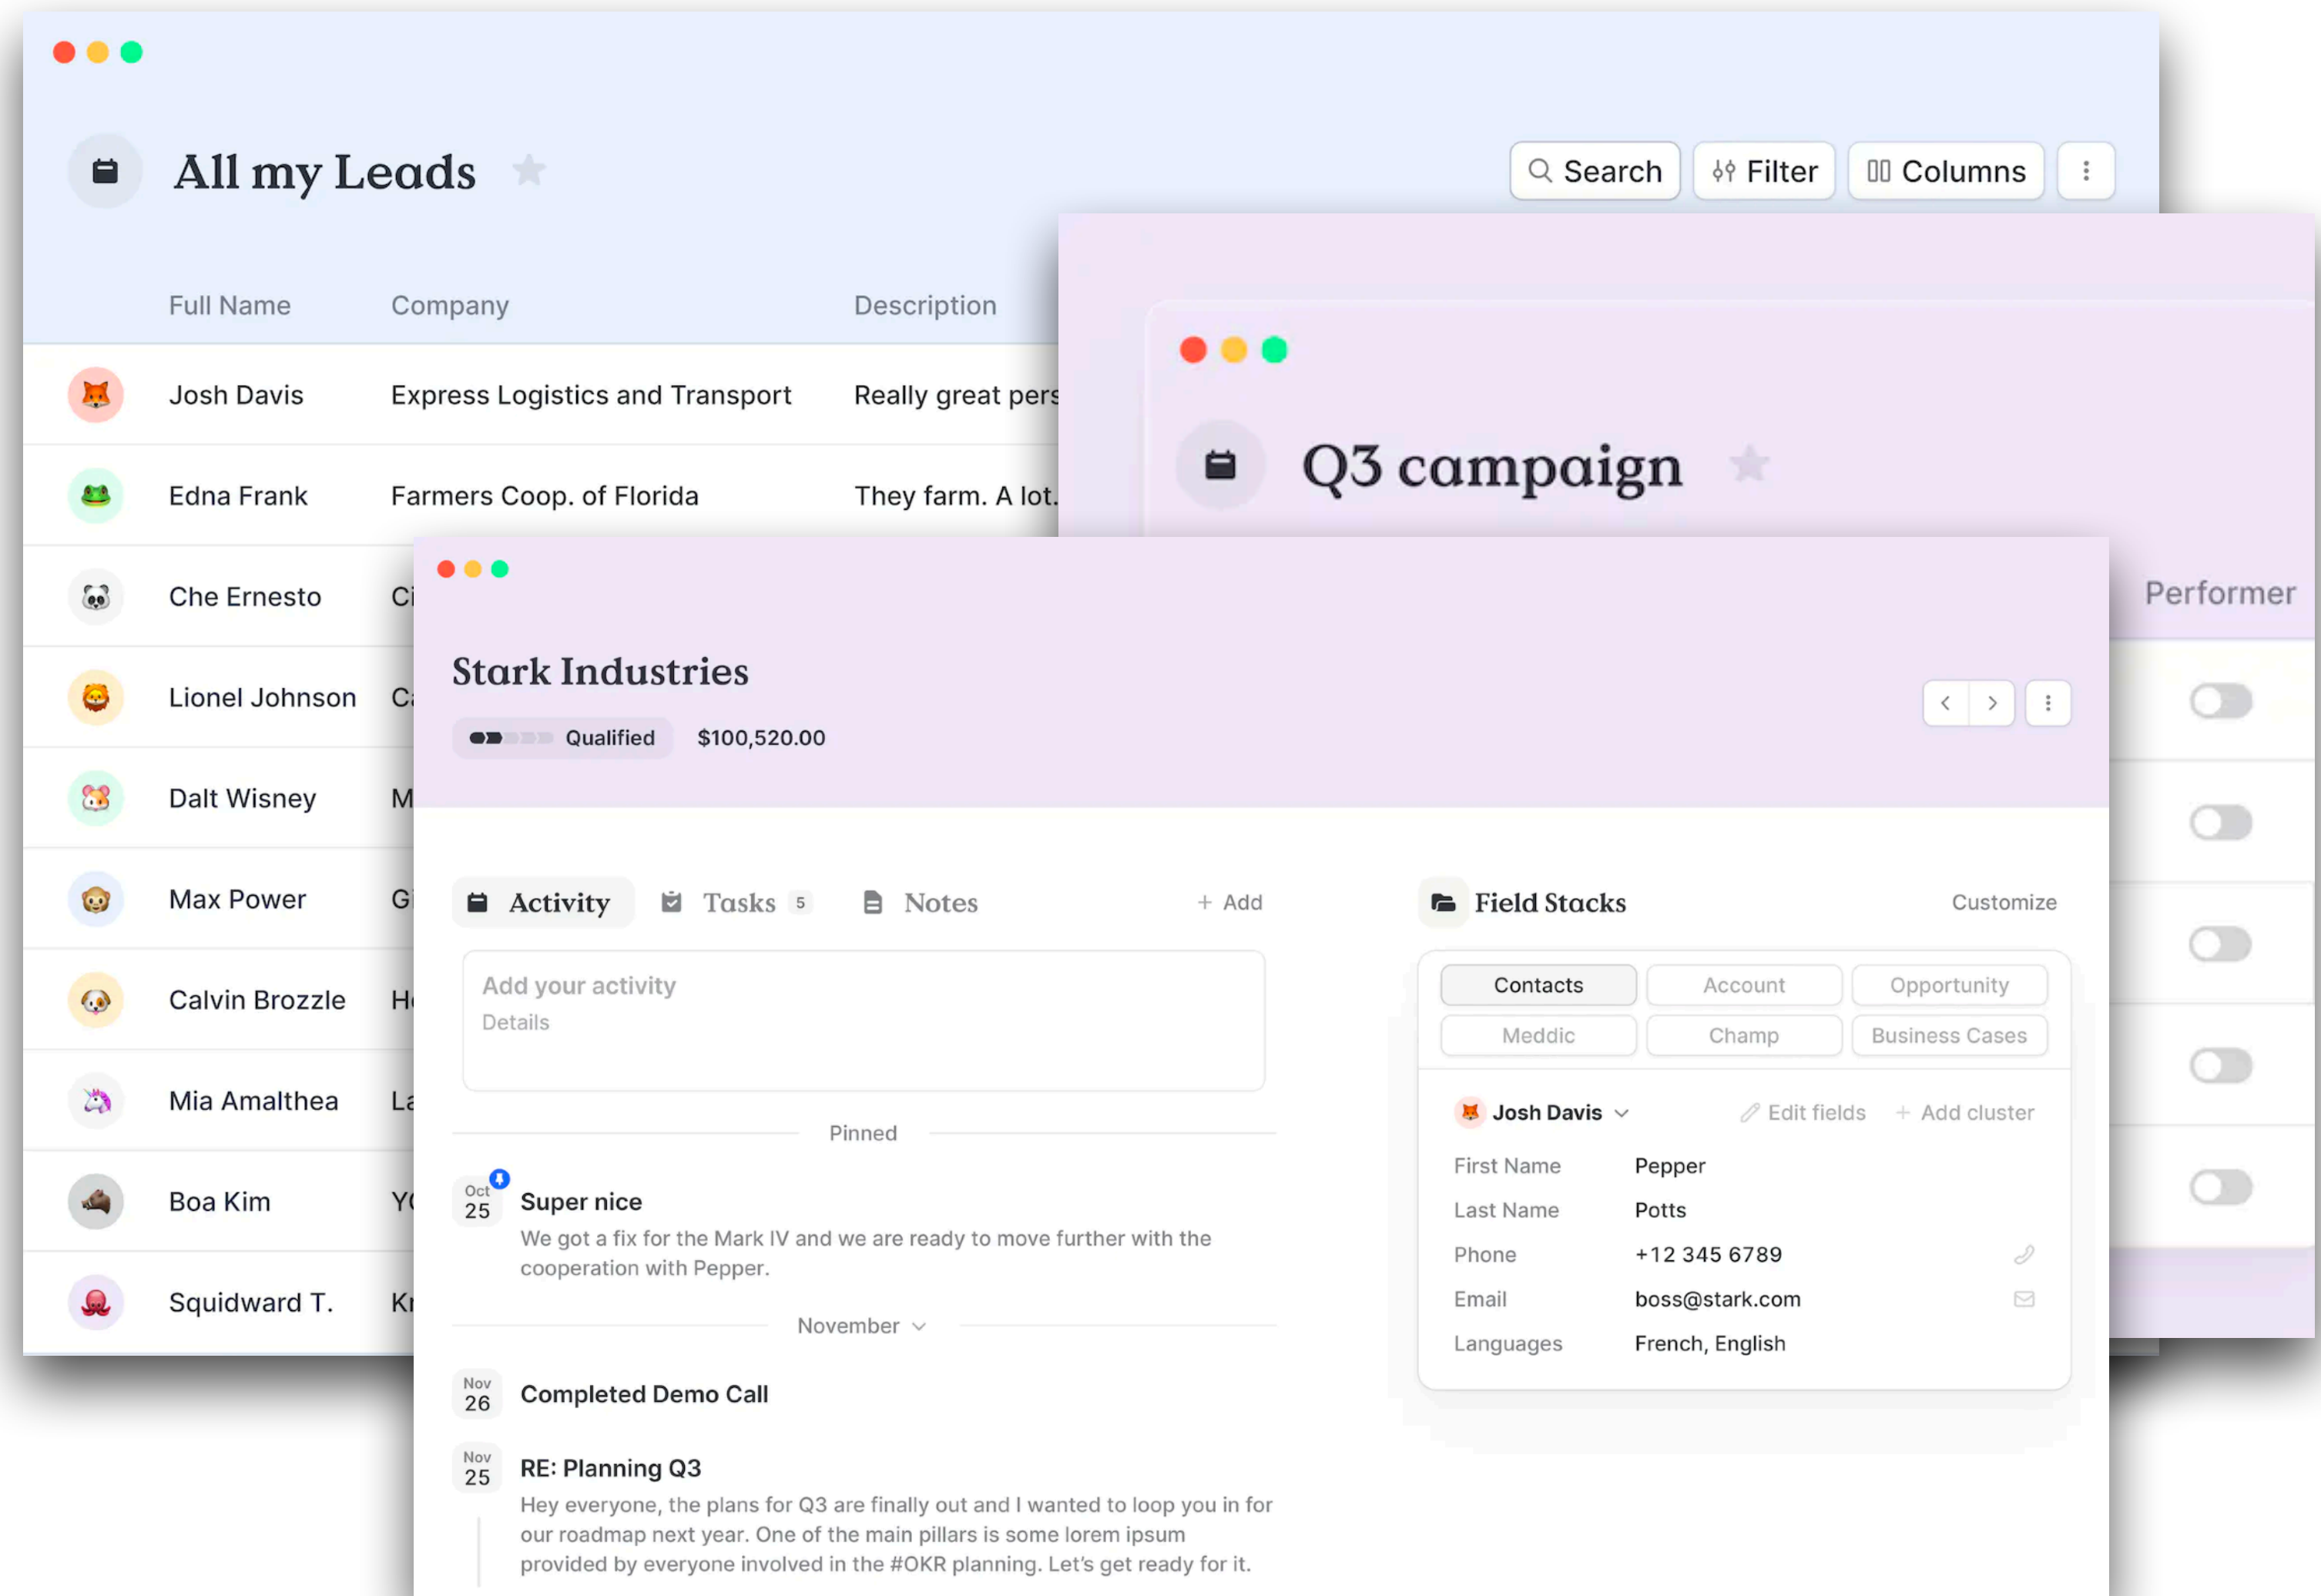 All my Leads
Search
Filter
Columns
Full Name
Company
Description
Josh Davis
Express Logistics and Transport
Really great
Edna Frank
Farmers Coop. of Florida
They farm. A lot.
Che Ernesto
Lionel Johnson
Dalt Wisney
Max Power
Calvin Brozzle
Mia Amalthea
Boa Kim
Squidward T.
Q3 campaign
Performer
Stark Industries
Qualified
$100,520.00
Activity
Tasks 5
Notes
+ Add
Add your activity
Details
Pinned
Oct
25
Super nice
We got a fix for the Mark IV and we are ready to move further with the
cooperation with Pepper.
November
Nov
26
Completed Demo Call
Nov
25
RE: Planning Q3
Hey everyone, the plans for Q3 are finally out and I wanted to loop you in for
our roadmap next year. One of the main pillars is some lorem ipsum
provided by everyone involved in the #OKR planning. Let's get ready for it.
Field Stacks
Customize
Contacts
Account
Opportunity
Meddic
Champ
Business Cases
Josh Davis
Edit fields
+ Add cluster
First Name
Pepper
Last Name
Potts
Phone
+12 345 6789
Email
boss@stark.com
Languages
French, English